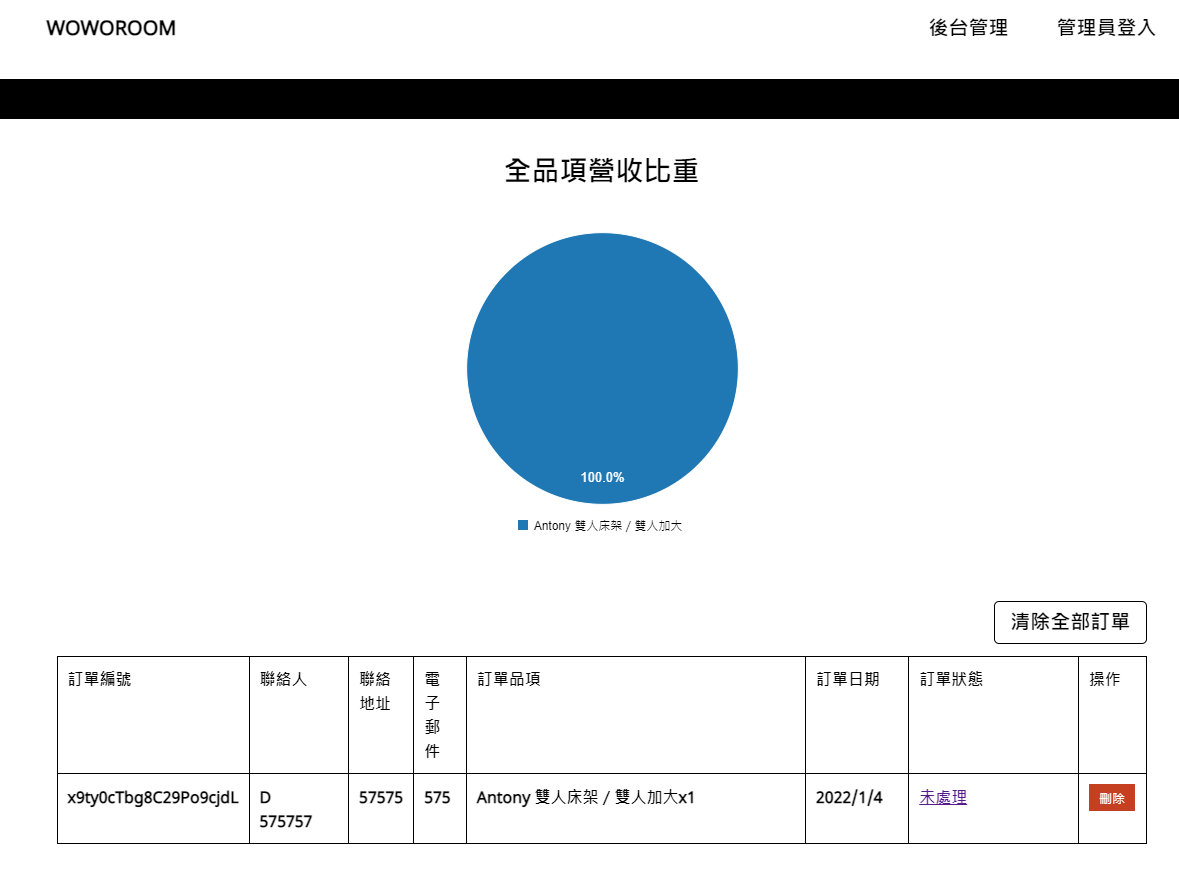 WOWOROOM
後台管理
管理員登入
全品項營收比重
100.0%
Antony 雙人床架 / 雙人加大
清除全部訂單
訂單編號
聯絡人
聯絡
地址
電
子
郵
件
訂單品項
訂單日期
訂單狀態
操作
x9ty0cTbg8C29Po9cjdL
D
575757
57575
575
Antony 雙人床架 / 雙人加大x1
2022/1/4
未處理
刪除